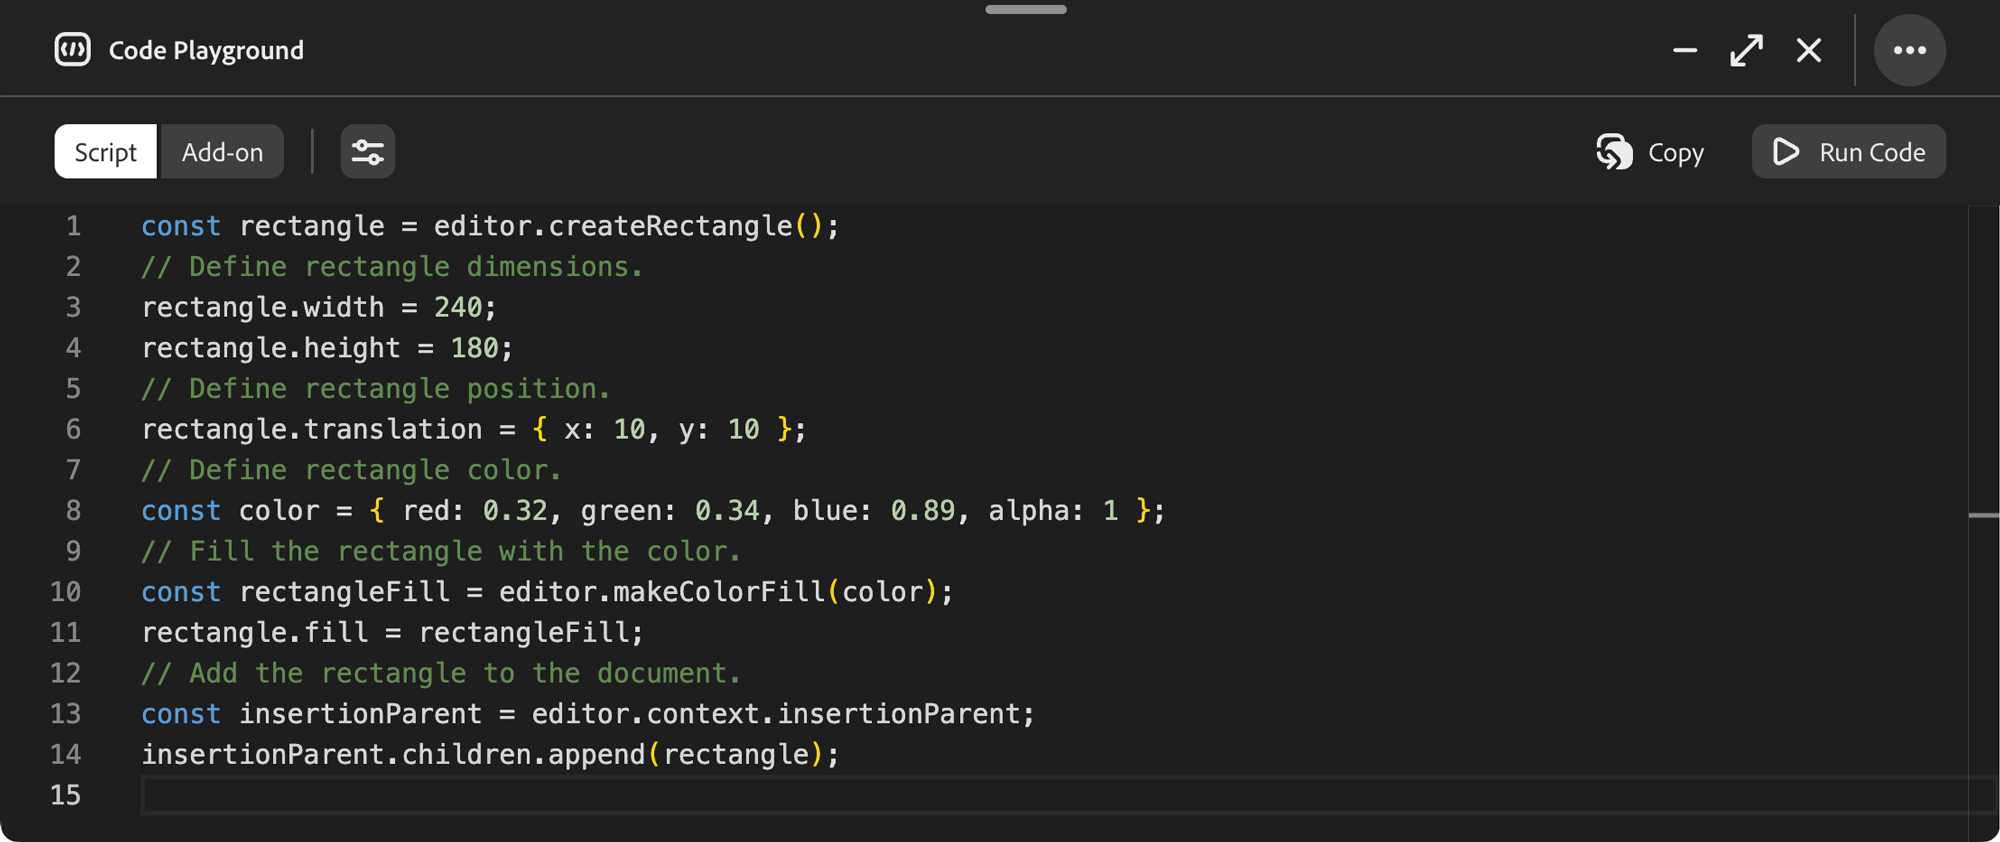 Code Playground
Script Add-on Copy Run Code
1 const rectangle = editor.createRectangle();
2 // Define rectangle dimensions.
3 rectangle.width = 240;
4 rectangle.height = 180;
5 // Define rectangle position.
6 rectangle.translation = { x: 10, y: 10 };
7 // Define rectangle color.
8 const color = { red: 0.32, green: 0.34, blue: 0.89, alpha: 1 };
9 // Fill the rectangle with the color.
10 const rectangleFill = editor.makeColorFill(color);
11 rectangle.fill = rectangleFill;
12 // Add the rectangle to the document.
13 const insertionParent = editor.context.insertionParent;
14 insertionParent.children.append(rectangle);
15